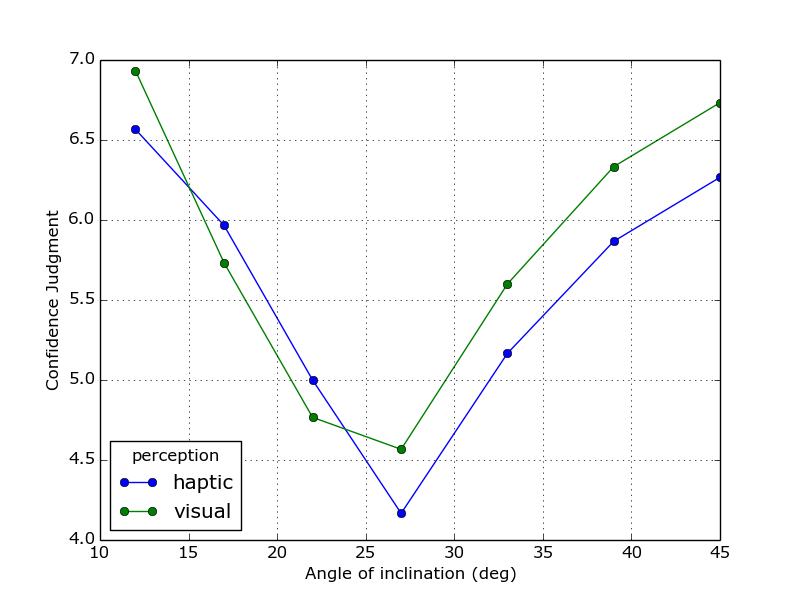 7.0
6.5
6.0
5.5
5.0
4.5
4.0
Confidence Judgment
perception
haptic
visual
10 15 20 25 30 35 40 45
Angle of inclination (deg)